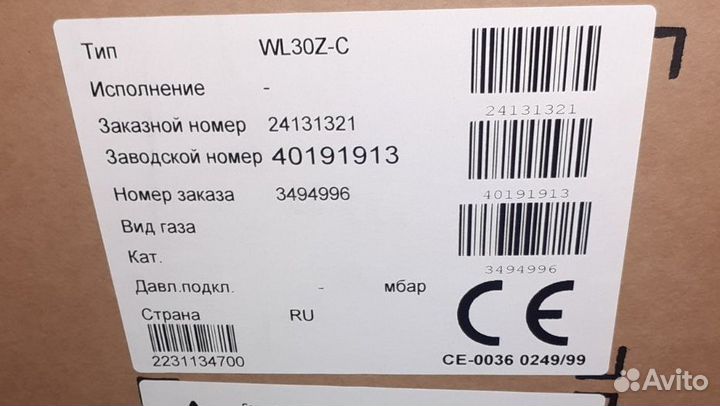 Тип WL30Z-C
Исполнение -
24131321
Заказной номер 24131321
Заводской номер 40191913
40191913
Номер заказа 3494996
Вид газа
3494996
Кат.
Давл.подкл. - мбар
CE
Страна RU
2231134700
CE-0036 0249/99
Avito